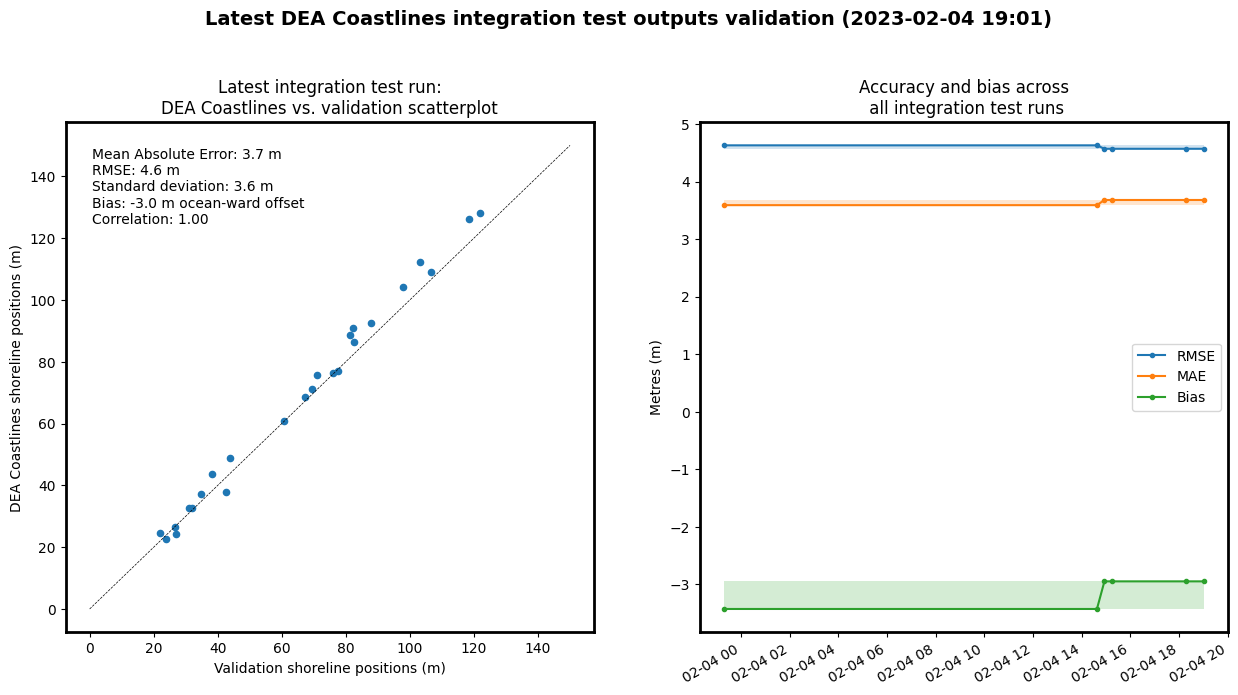 Latest DEA Coastlines integration test outputs validation (2023-02-04 19:01)
Latest integration test run:
DEA Coastlines vs. validation scatterplot
Mean Absolute Error: 3.7 m
RMSE: 4.6 m
Standard deviation: 3.6 m
Bias: -3.0 m ocean-ward offset
Correlation: 1.00
140
120
100
80
60
40
20
0
DEA Coastlines shoreline positions (m)
0 20 40 60 80 100 120 140
Validation shoreline positions (m)
Accuracy and bias across
all integration test runs
5
4
3
2
1
0
−1
−2
−3
Metres (m)
RMSE
MAE
Bias
02-04 00 02-04 02 02-04 04 02-04 06 02-04 08 02-04 10 02-04 12 02-04 14 02-04 16 02-04 18 02-04 20